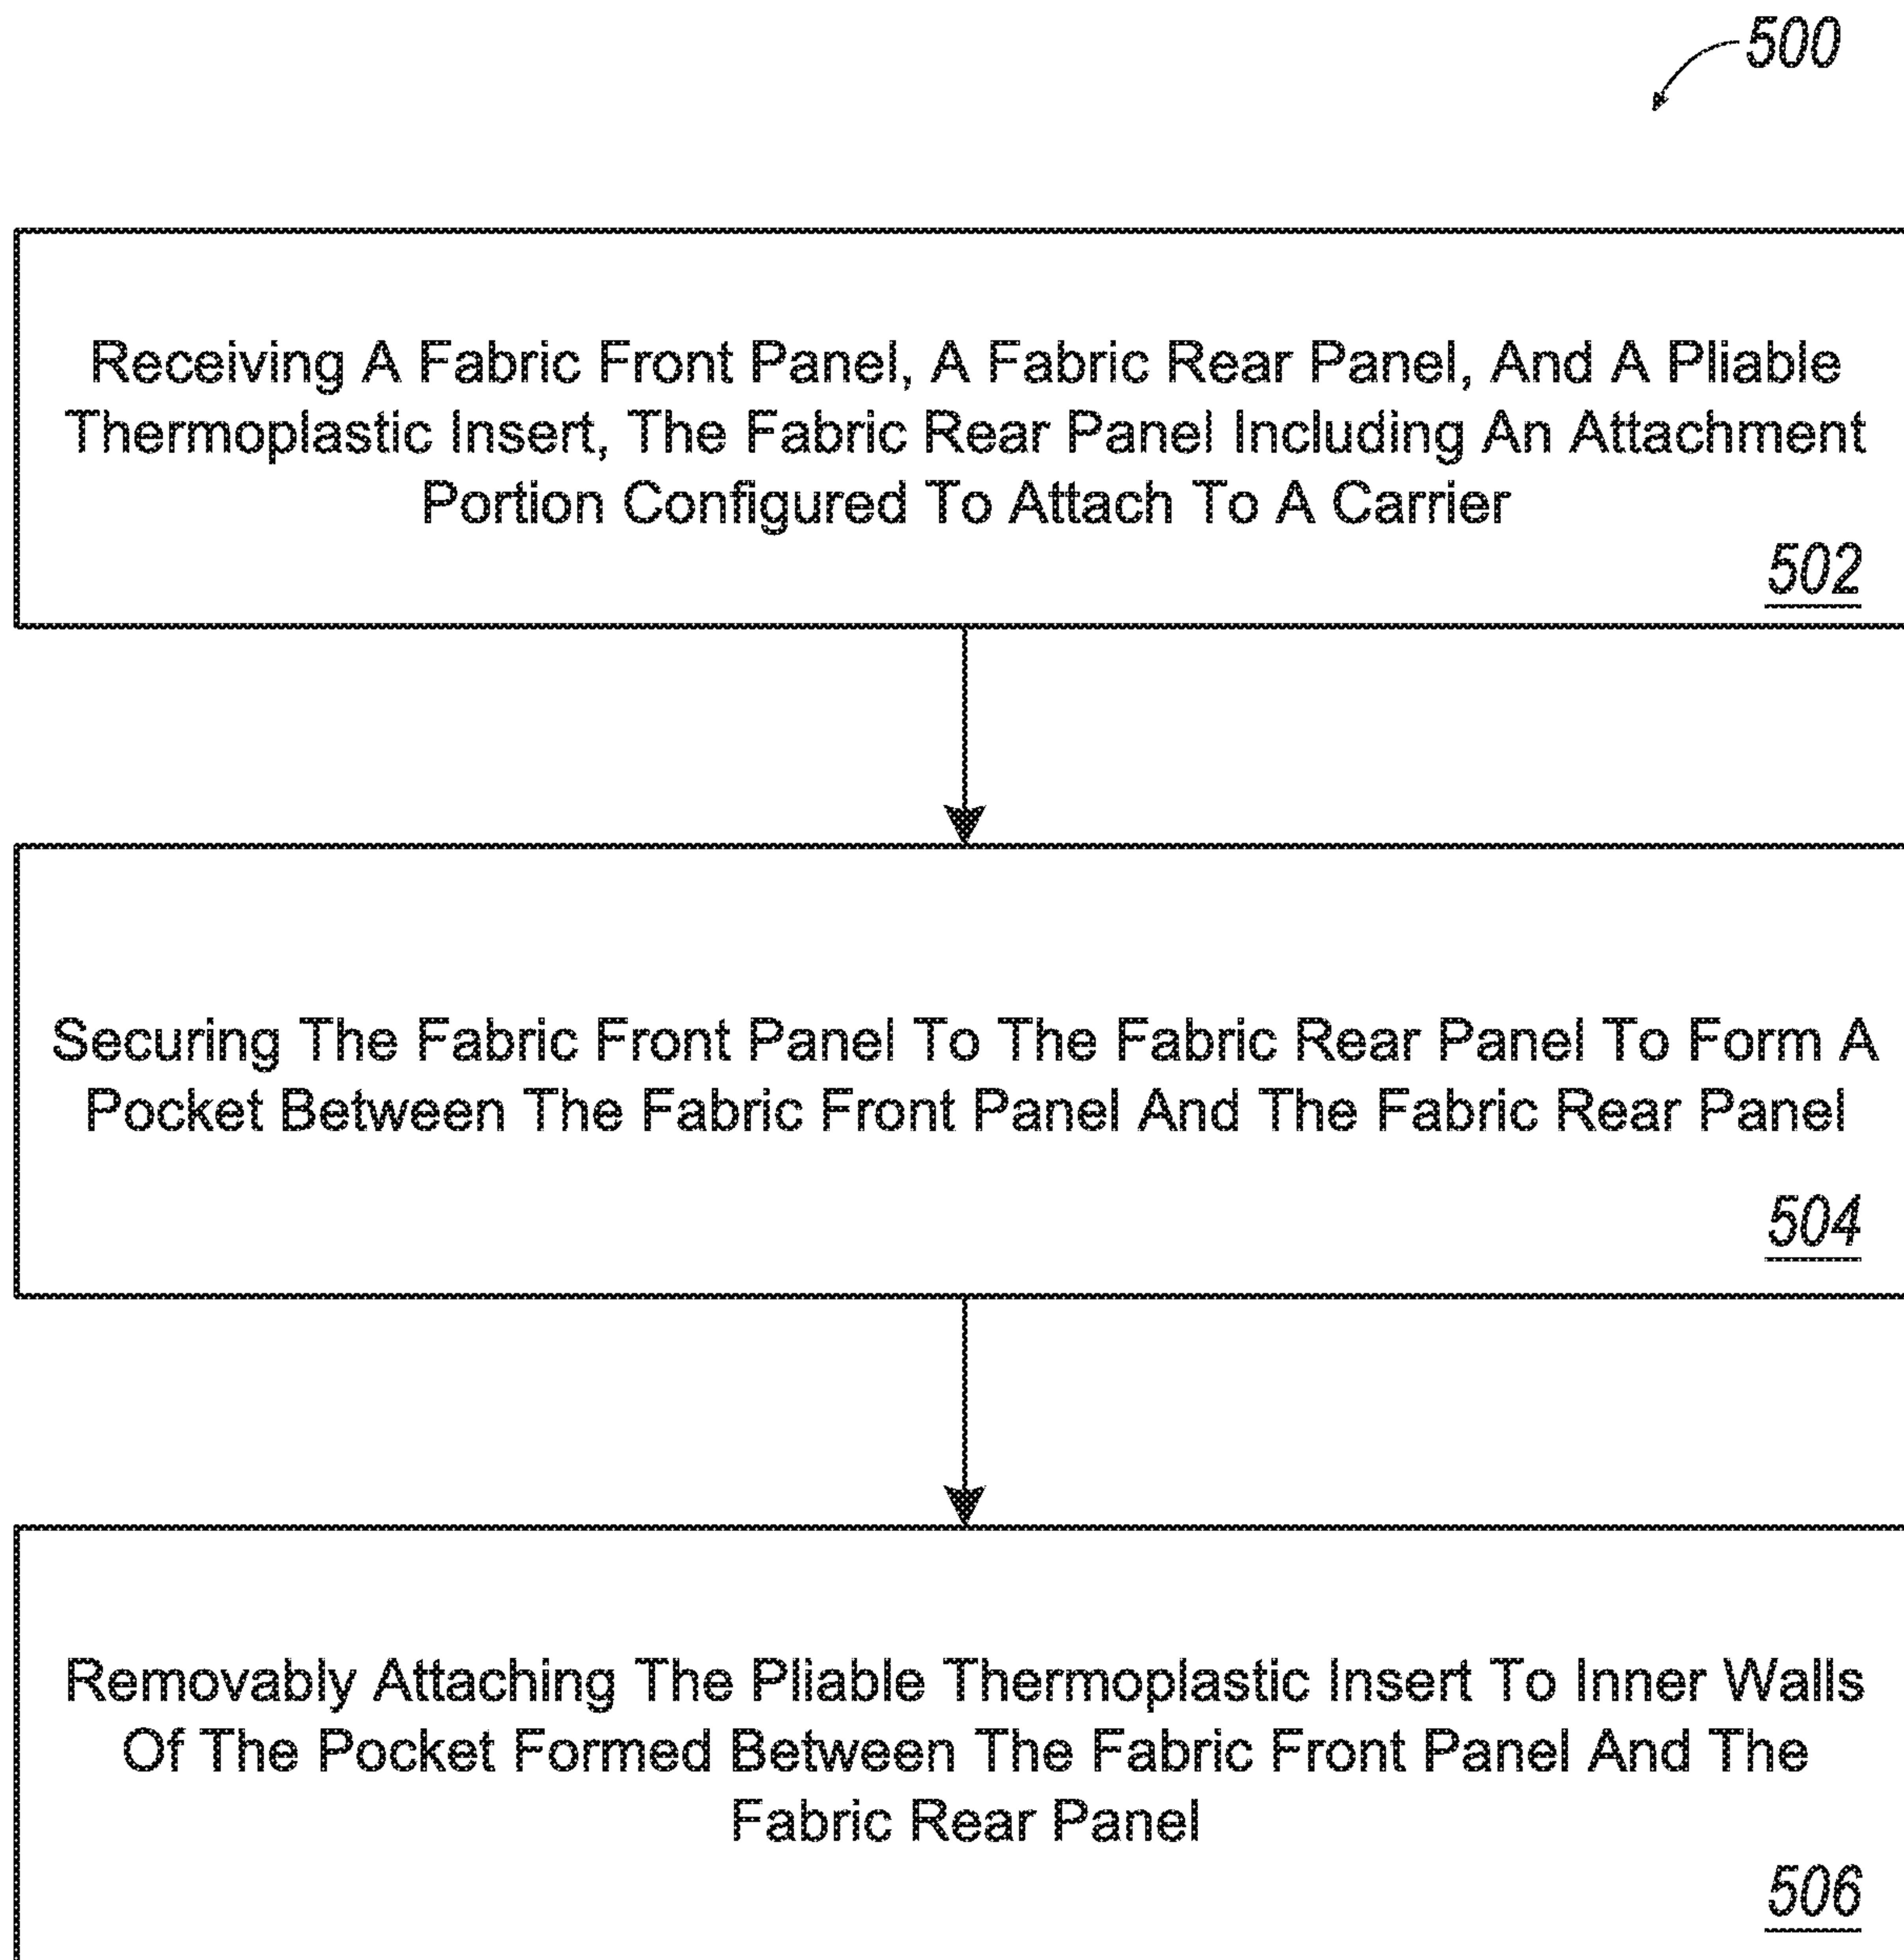 500
Receiving A Fabric Front Panel, A Fabric Rear Panel, And A Pliable
Thermoplastic Insert, The Fabric Rear Panel Including An Attachment
Portion Configured To Attach To A Carrier
502
Securing The Fabric Front Panel To The Fabric Rear Panel To Form A
Pocket Between The Fabric Front Panel And The Fabric Rear Panel
504
Removably Attaching The Pliable Thermoplastic Insert To Inner Walls
Of The Pocket Formed Between The Fabric Front Panel And The
Fabric Rear Panel
506